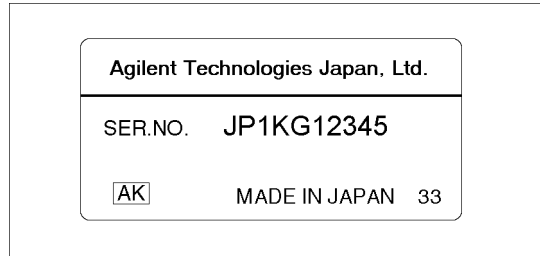 Agilent Technologies Japan, Ltd.
SER.NO. JP1KG12345
AK MADE IN JAPAN 33